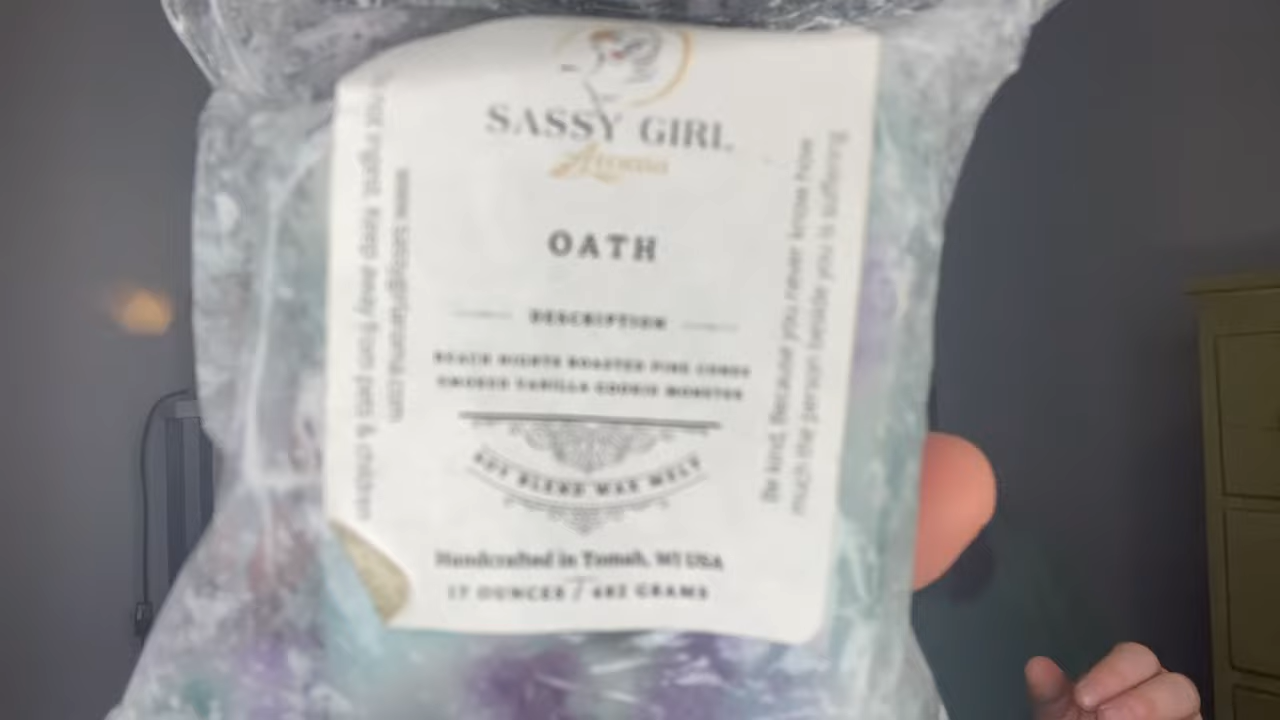 SASSY GIRL
Aroma
OATH
DESCRIPTION
BEACH NIGHTS ROASTED PINE CONES
SMOKED VANILLA COOKIE MONSTER
SOY BLEND WAX MELT
Handcrafted in Tomah, WI USA
17 OUNCES / 482 GRAMS
not ingest. Keep away from pets &
www.sassygirlaroma.com
Be kind. Because you never know how
much the person beside you is suffering